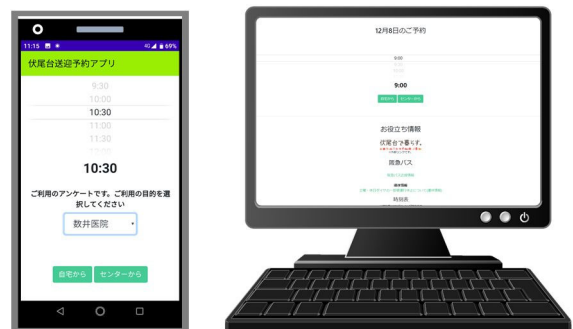 11:15
4G 69%
伏尾台送迎予約アプリ
9:30
10:00
10:30
11:00
11:30
10:30
ご利用のアンケートです。ご利用の目的を選
択してください
数井医院
自宅から センターから
12月8日のご予約
9:00
9:00
自宅から センターから
お役立ち情報
伏尾台で暮らす。
阪急バス
時刻表